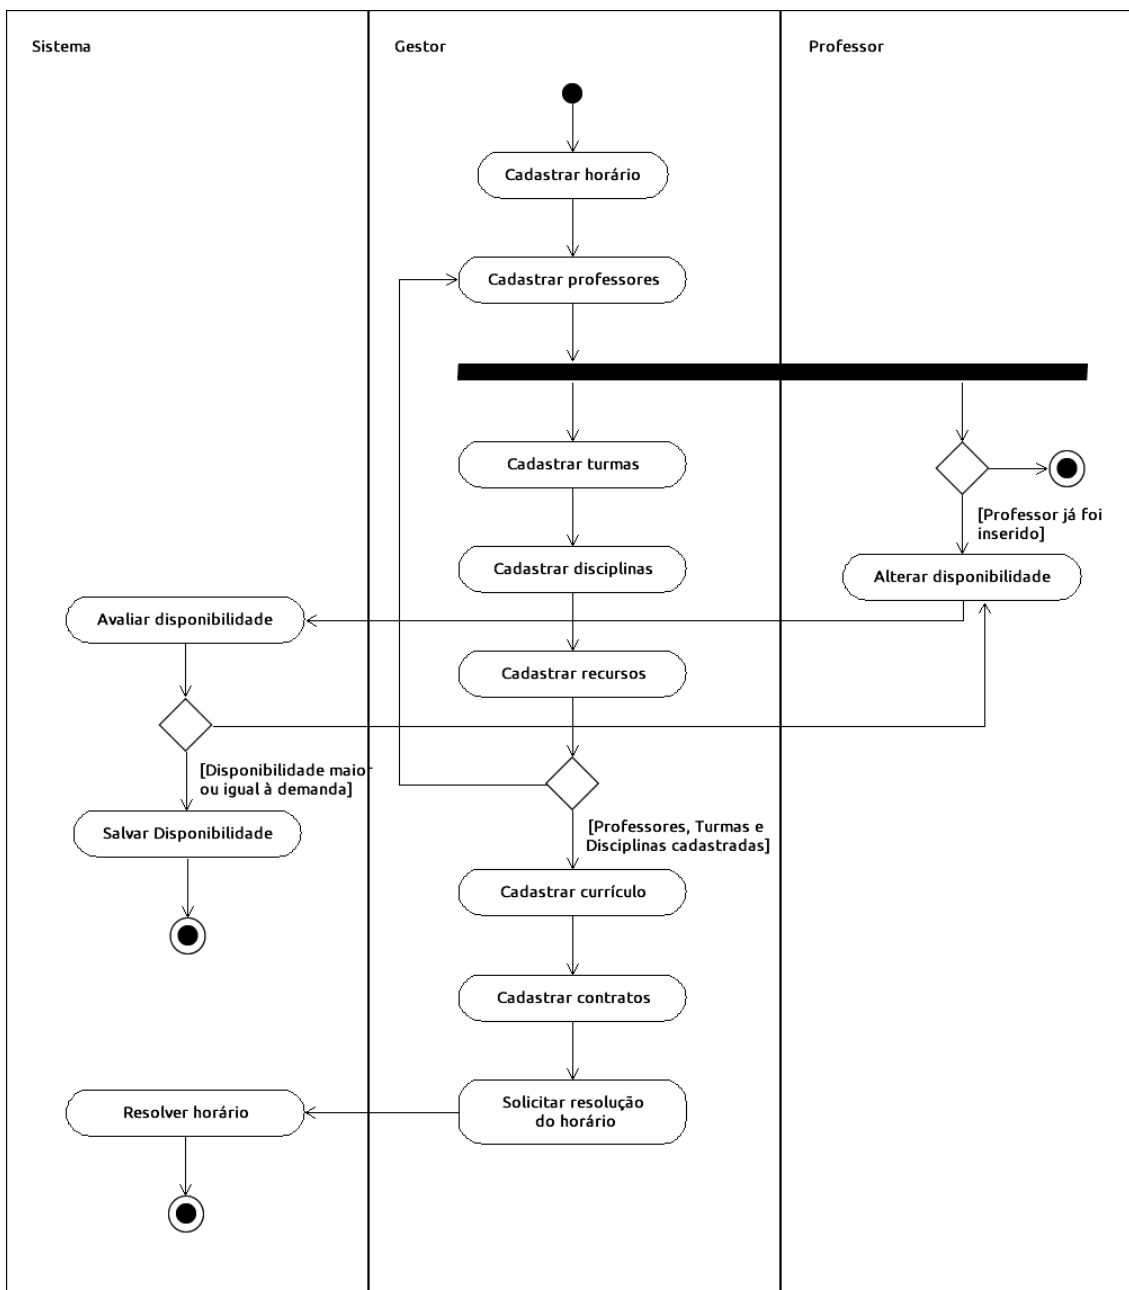 Sistema
Gestor
Professor
Cadastrar horário
Cadastrar professores
Cadastrar turmas
[Professor já foi
inserido]
Cadastrar disciplinas
Alterar disponibilidade
Avaliar disponibilidade
Cadastrar recursos
[Disponibilidade maior
ou igual à demanda]
Salvar Disponibilidade
[Professores, Turmas e
Disciplinas cadastradas]
Cadastrar currículo
Cadastrar contratos
Solicitar resolução
do horário
Resolver horário